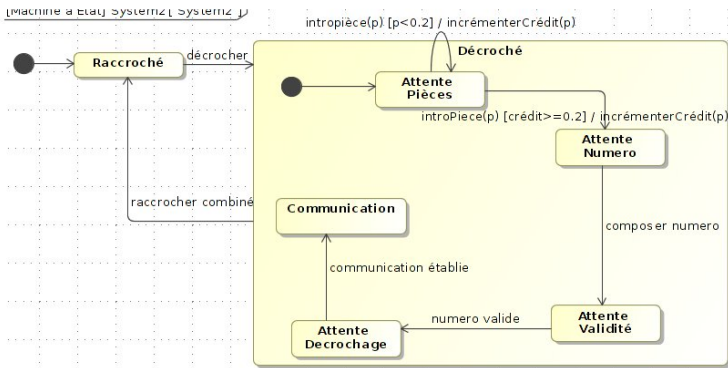 [Machine à État] System2[ System2 ]
intropièce(p) [p<0.2] / incrémenterCrédit(p)
Raccroché
décrocher
Décroché
Attente
Pièces
introPiece(p) [crédit>=0.2] / incrémenterCrédit(p)
Attente
Numero
raccrocher combiné
Communication
composer numero
communication établie
numero valide
Attente
Validité
Attente
Decrochage